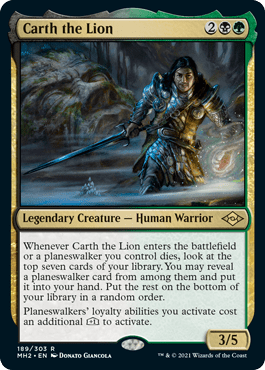 Carth the Lion 2
Legendary Creature — Human Warrior
Whenever Carth the Lion enters the battlefield
or a planeswalker you control dies, look at the
top seven cards of your library. You may reveal
a planeswalker card from among them and put
it into your hand. Put the rest on the bottom of
your library in a random order.
Planeswalkers' loyalty abilities you activate cost
an additional +1 to activate.
3/5
189/303 R
MH2 • EN Donato Giancola
™ & © 2021 Wizards of the Coast